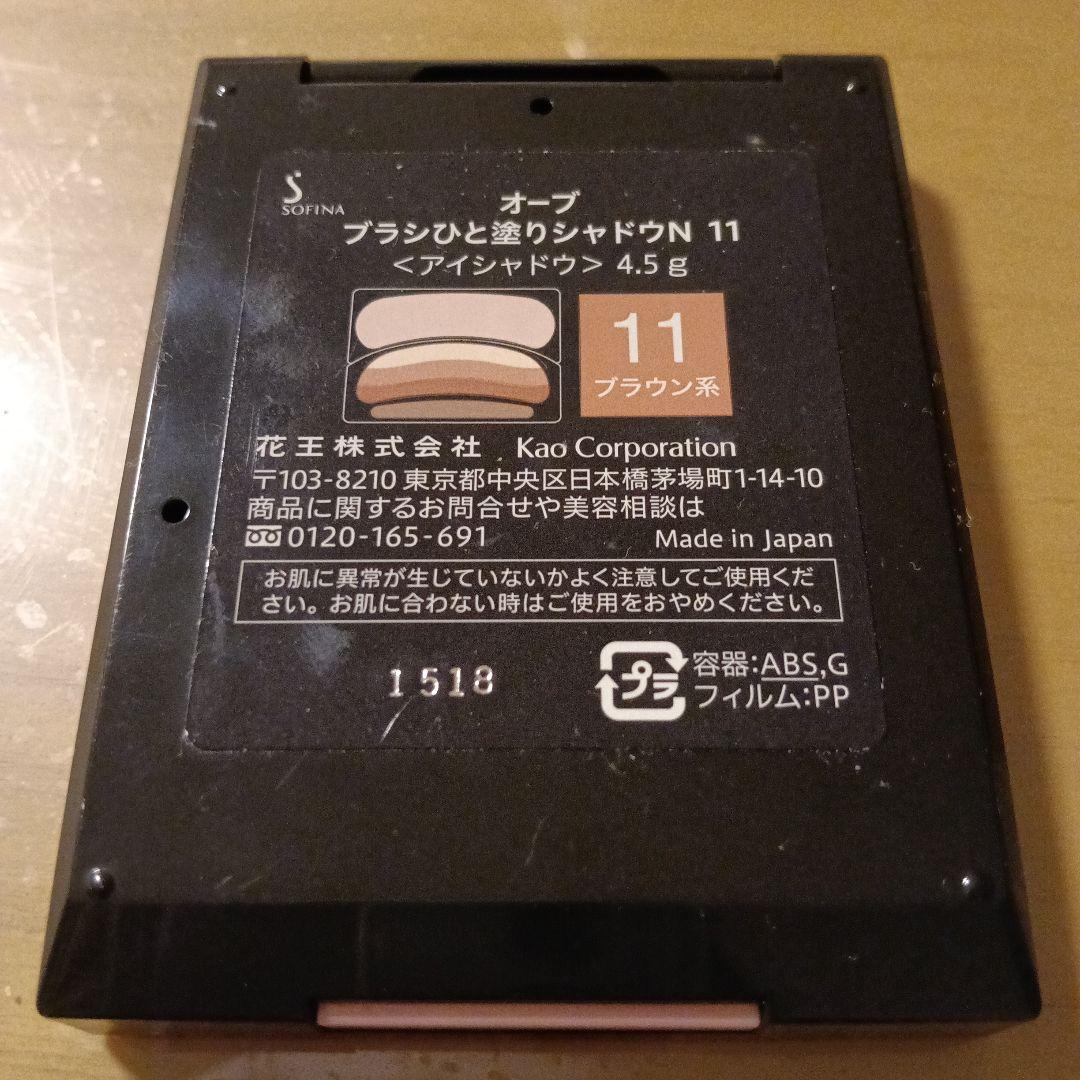 SOFINA
オーブ
ブラシひと塗りシャドウN 11
<アイシャドウ> 4.5g
11
ブラウン系
花王株式会社 Kao Corporation
〒103-8210 東京都中央区日本橋茅場町1-14-10
商品に関するお問合せや美容相談は
0120-165-691 Made in Japan
お肌に異常が生じていないかよく注意してご使用くだ
さい。お肌に合わない時はご使用をおやめください。
1518
プラ 容器:ABS,G
フィルム:PP